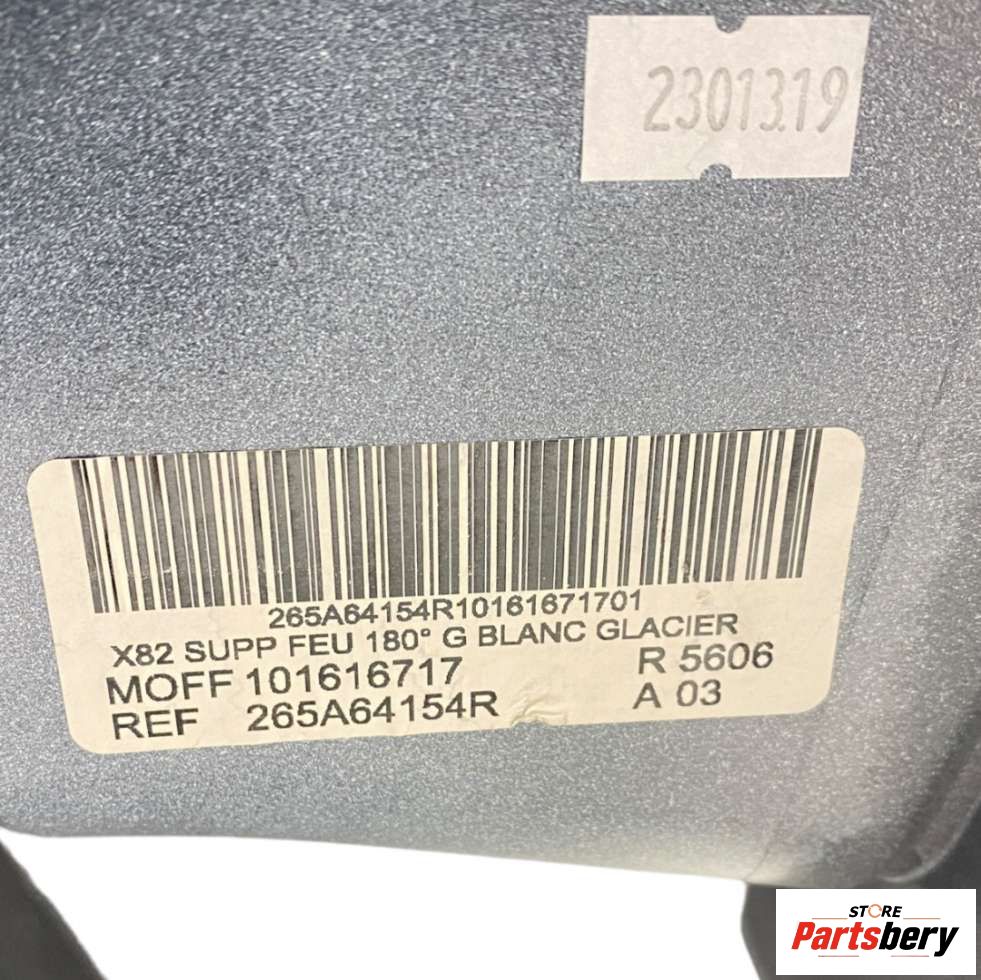 2301319
265A64154R10161671701
X82 SUPP FEU 180° G BLANC GLACIER
MOFF 101616717 R 5606
REF 265A64154R A 03
STORE
Partsbery